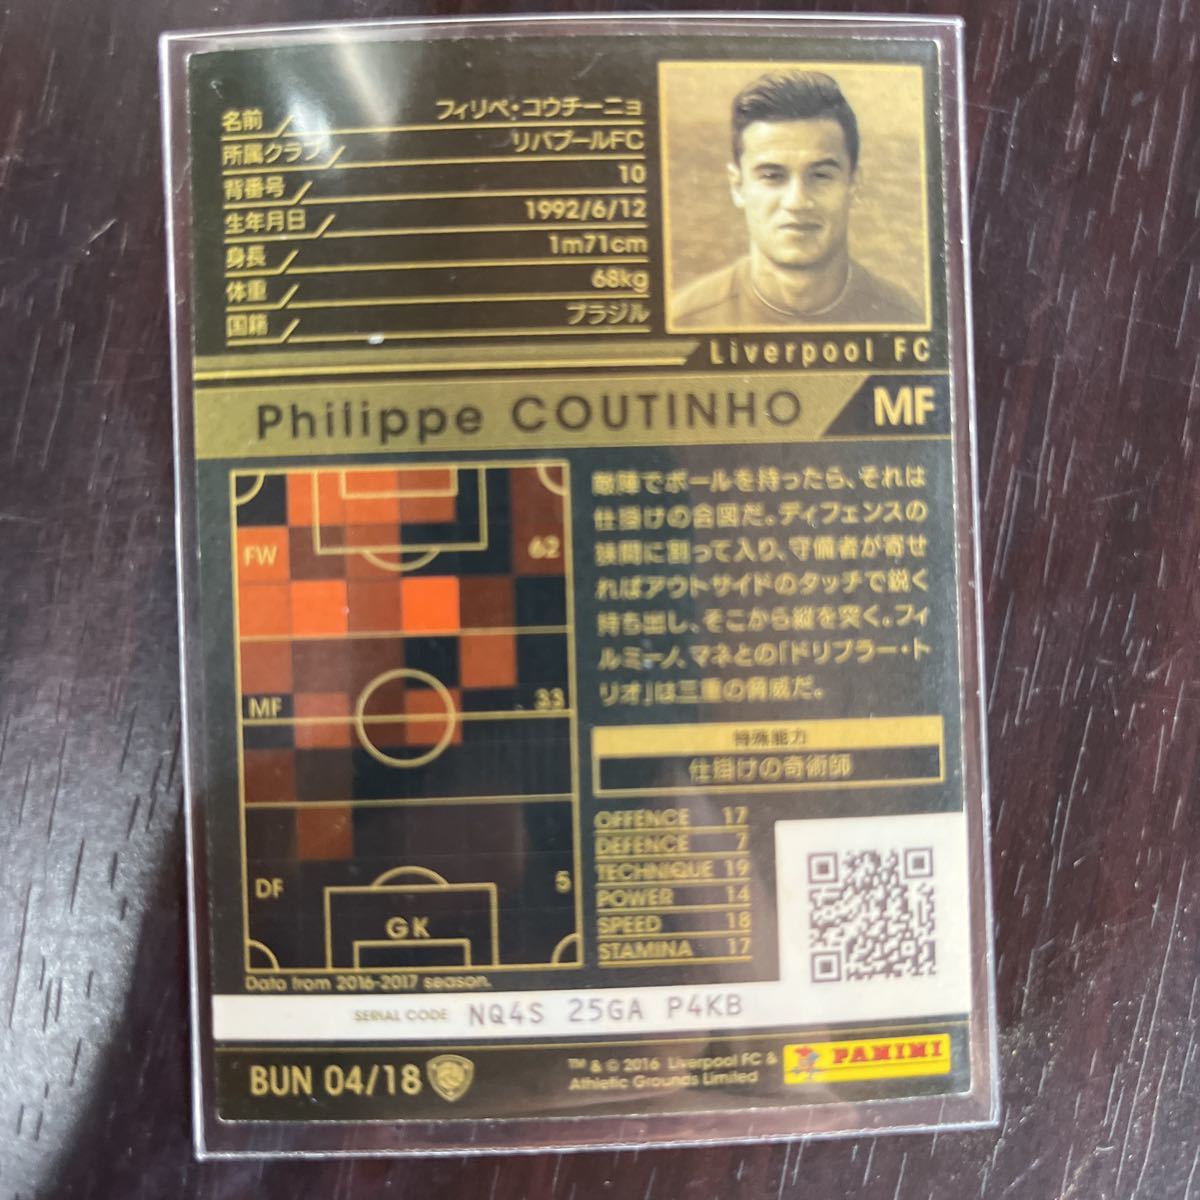 名前 フィリペ・コウチーニョ
所属クラブ リバプールFC
背番号 10
生年月日 1992/6/12
身長 1m71cm
体重 68kg
国籍 ブラジル
Liverpool FC
Philippe COUTINHO MF
FW 62
MF 33
DF 5
GK
Data from 2016-2017 season.
敵陣でボールを持ったら、それは
仕掛けの合図だ。ディフェンスの
狭間に割って入り、守備者が寄せ
ればアウトサイドのタッチで鋭く
持ち出し、そこから縦を突く。フィ
ルミーノ、マネとの「ドリブラー・ト
リオ」は三重の脅威だ。
特殊能力
仕掛けの奇術師
OFFENCE 17
DEFENCE 7
TECHNIQUE 19
POWER 14
SPEED 18
STAMINA 17
SERIAL CODE NQ4S 25GA P4KB
BUN 04/18
™ & © 2016 Liverpool FC &
Athletic Grounds Limited
PANINI